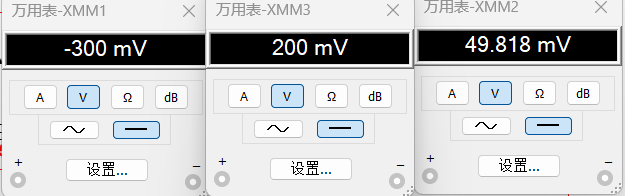 万用表-XMM1
-300 mV
A V Ω dB
+ −
设置...
万用表-XMM3
200 mV
A V Ω dB
+ −
设置...
万用表-XMM2
49.818 mV
A V Ω dB
+ −
设置...